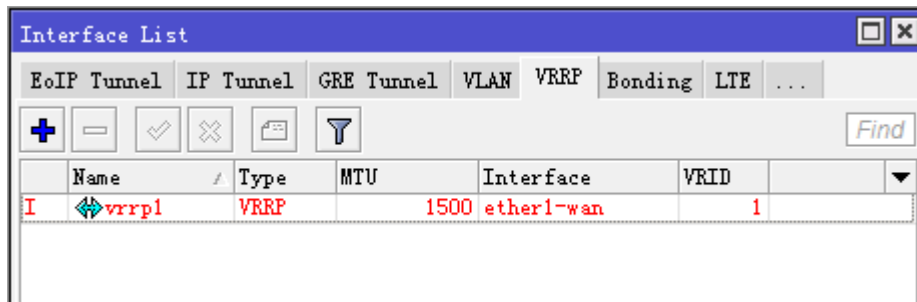 Interface List
EoIP Tunnel IP Tunnel GRE Tunnel VLAN VRRP Bonding LTE ...
Find
Name Type MTU Interface VRID
I vrrp1 VRRP 1500 ether1-wan 1